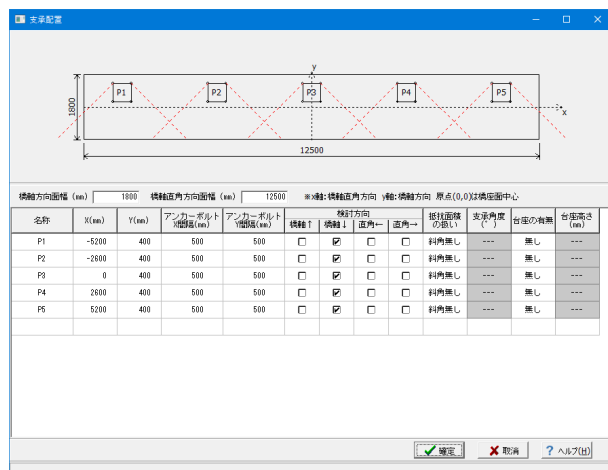 支承配置
y
P1 P2 P3 P4 P5
1800
x
12500
橋軸方向面幅 (mm) 1800 橋軸直角方向面幅 (mm) 12500 ※x軸:橋軸直角方向 y軸:橋軸方向 原点(0,0)は橋座面中心
名称 X(mm) Y(mm) アンカーボルト X間隔(mm) アンカーボルト Y間隔(mm) 検討方向 橋軸↑ 橋軸↓ 直角← 直角→ 抵抗面積の扱い 支承角度(°) 台座の有無 台座高さ(mm)
P1 -5200 400 500 500 斜角無し --- 無し ---
P2 -2600 400 500 500 斜角無し --- 無し ---
P3 0 400 500 500 斜角無し --- 無し ---
P4 2600 400 500 500 斜角無し --- 無し ---
P5 5200 400 500 500 斜角無し --- 無し ---
確定 取消 ? ヘルプ(H)